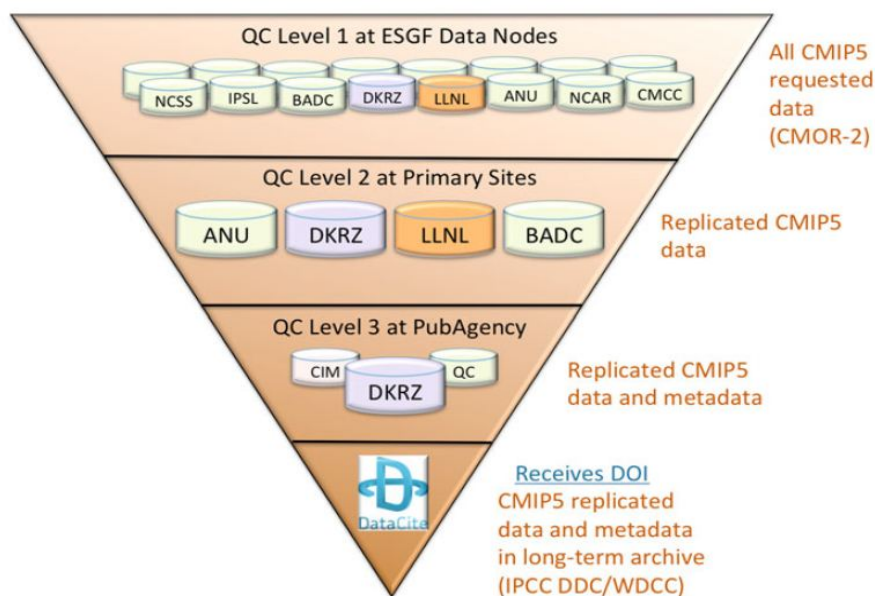 QC Level 1 at ESGF Data Nodes
NCSS
IPSL
BADC
DKRZ
LLNL
ANU
NCAR
CMCC
All CMIP5
requested
data
(CMOR-2)
QC Level 2 at Primary Sites
ANU
DKRZ
LLNL
BADC
Replicated CMIP5
data
QC Level 3 at PubAgency
CIM
DKRZ
QC
Replicated CMIP5
data and metadata
DataCite
Receives DOI
CMIP5 replicated
data and metadata
in long-term archive
(IPCC DDC/WDCC)